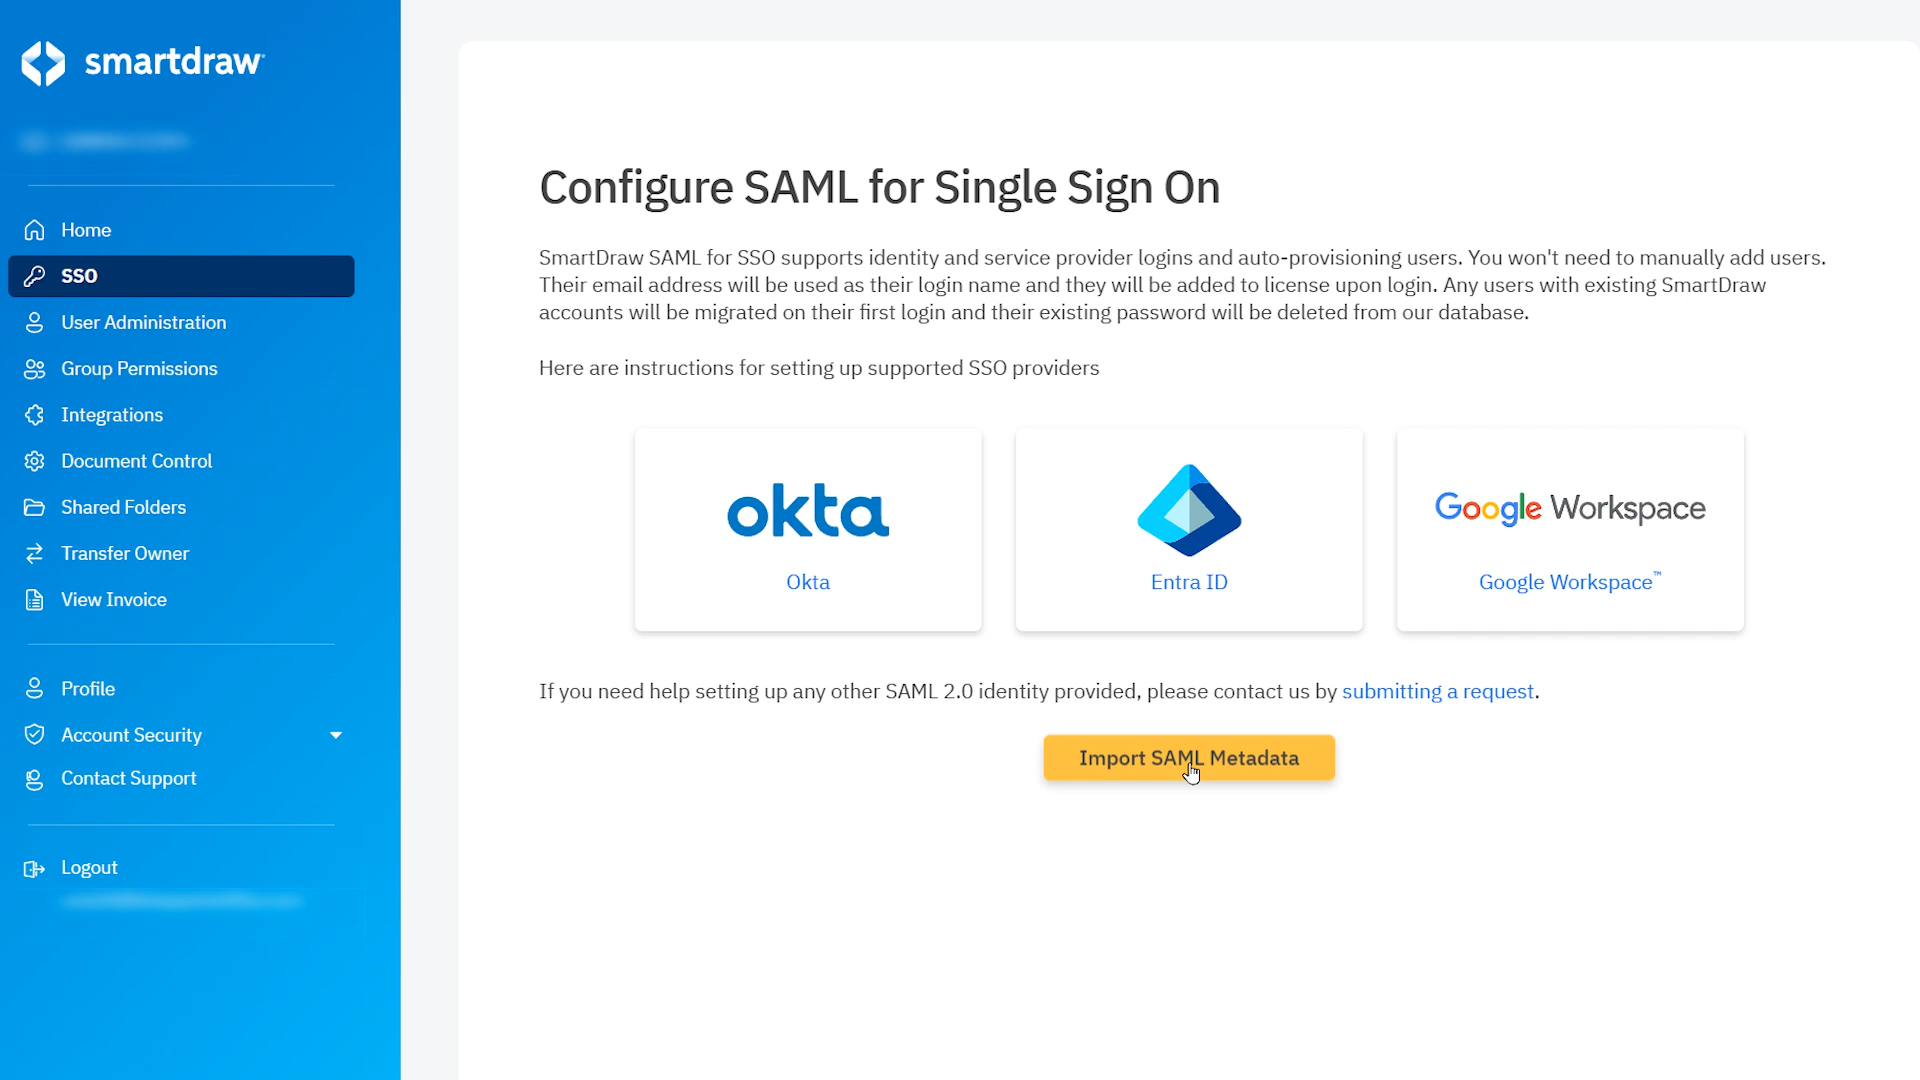 smartdraw
Home
SSO
User Administration
Group Permissions
Integrations
Document Control
Shared Folders
Transfer Owner
View Invoice
Profile
Account Security
Contact Support
Logout
Configure SAML for Single Sign On
SmartDraw SAML for SSO supports identity and service provider logins and auto-provisioning users. You won't need to manually add users.
Their email address will be used as their login name and they will be added to license upon login. Any users with existing SmartDraw
accounts will be migrated on their first login and their existing password will be deleted from our database.
Here are instructions for setting up supported SSO providers
okta
Okta
Entra ID
Google Workspace
Google Workspace™
If you need help setting up any other SAML 2.0 identity provided, please contact us by submitting a request.
Import SAML Metadata